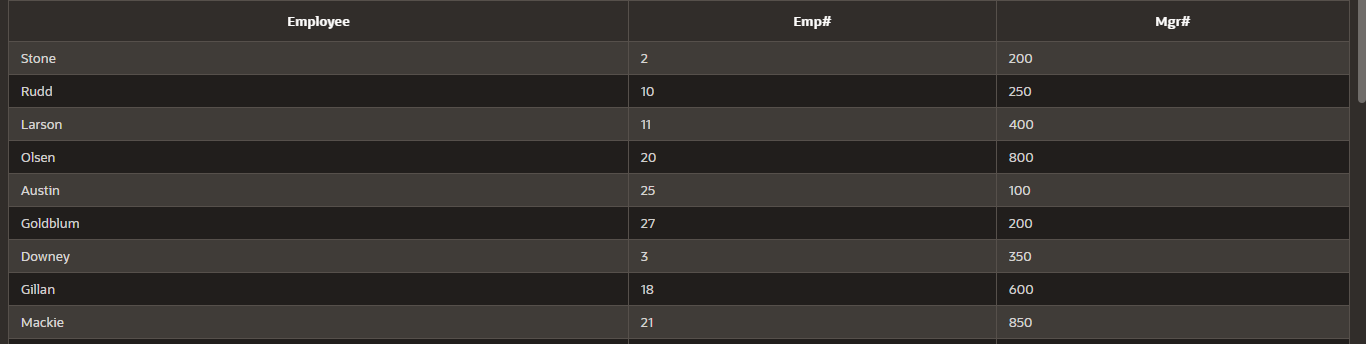 Employee Emp# Mgr#
Stone 2 200
Rudd 10 250
Larson 11 400
Olsen 20 800
Austin 25 100
Goldblum 27 200
Downey 3 350
Gillan 18 600
Mackie 21 850